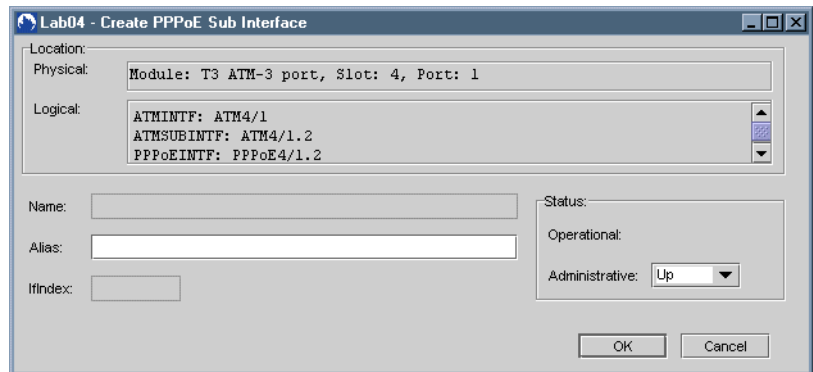 Lab04 - Create PPPoE Sub Interface
Location:
Physical: Module: T3 ATM-3 port, Slot: 4, Port: 1
Logical: ATMINTF: ATM4/1
ATMSUBINTF: ATM4/1.2
PPPoEINTF: PPPoE4/1.2
Name:
Alias:
IfIndex:
Status:
Operational:
Administrative: Up
OK Cancel